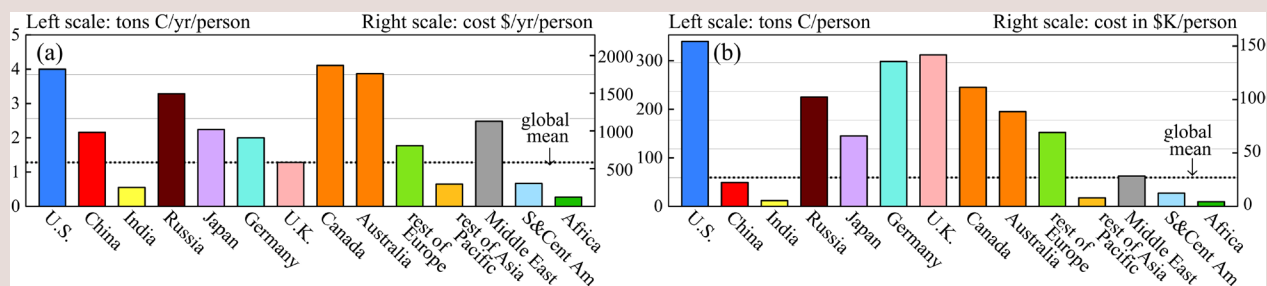 Left scale: tons C/yr/person Right scale: cost $/yr/person
(a)
5
4
3
2
1
0
2000
1500
1000
500
global
mean
U.S.
China
India
Russia
Japan
Germany
U.K.
Canada
Australia
rest of
Europe
rest of Asia
Pacific
Middle East
S&Cent Am
Africa
Left scale: tons C/person Right scale: cost in $K/person
(b)
300
200
100
0
150
100
50
0
global
mean
U.S.
China
India
Russia
Japan
Germany
U.K.
Canada
Australia
rest of
Europe
rest of Asia
Pacific
Middle East
S&Cent Am
Africa